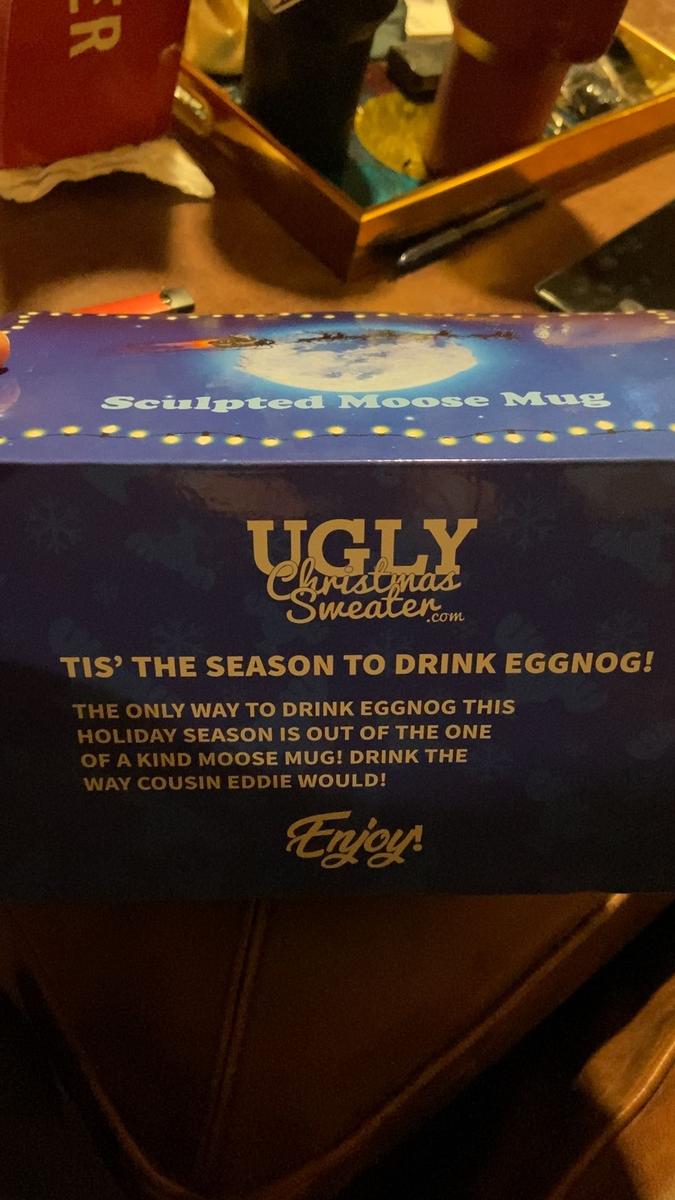 ER
Sculpted Moose Mug
UGLY
Christmas
Sweater.com
TIS' THE SEASON TO DRINK EGGNOG!
THE ONLY WAY TO DRINK EGGNOG THIS
HOLIDAY SEASON IS OUT OF THE ONE
OF A KIND MOOSE MUG! DRINK THE
WAY COUSIN EDDIE WOULD!
Enjoy!